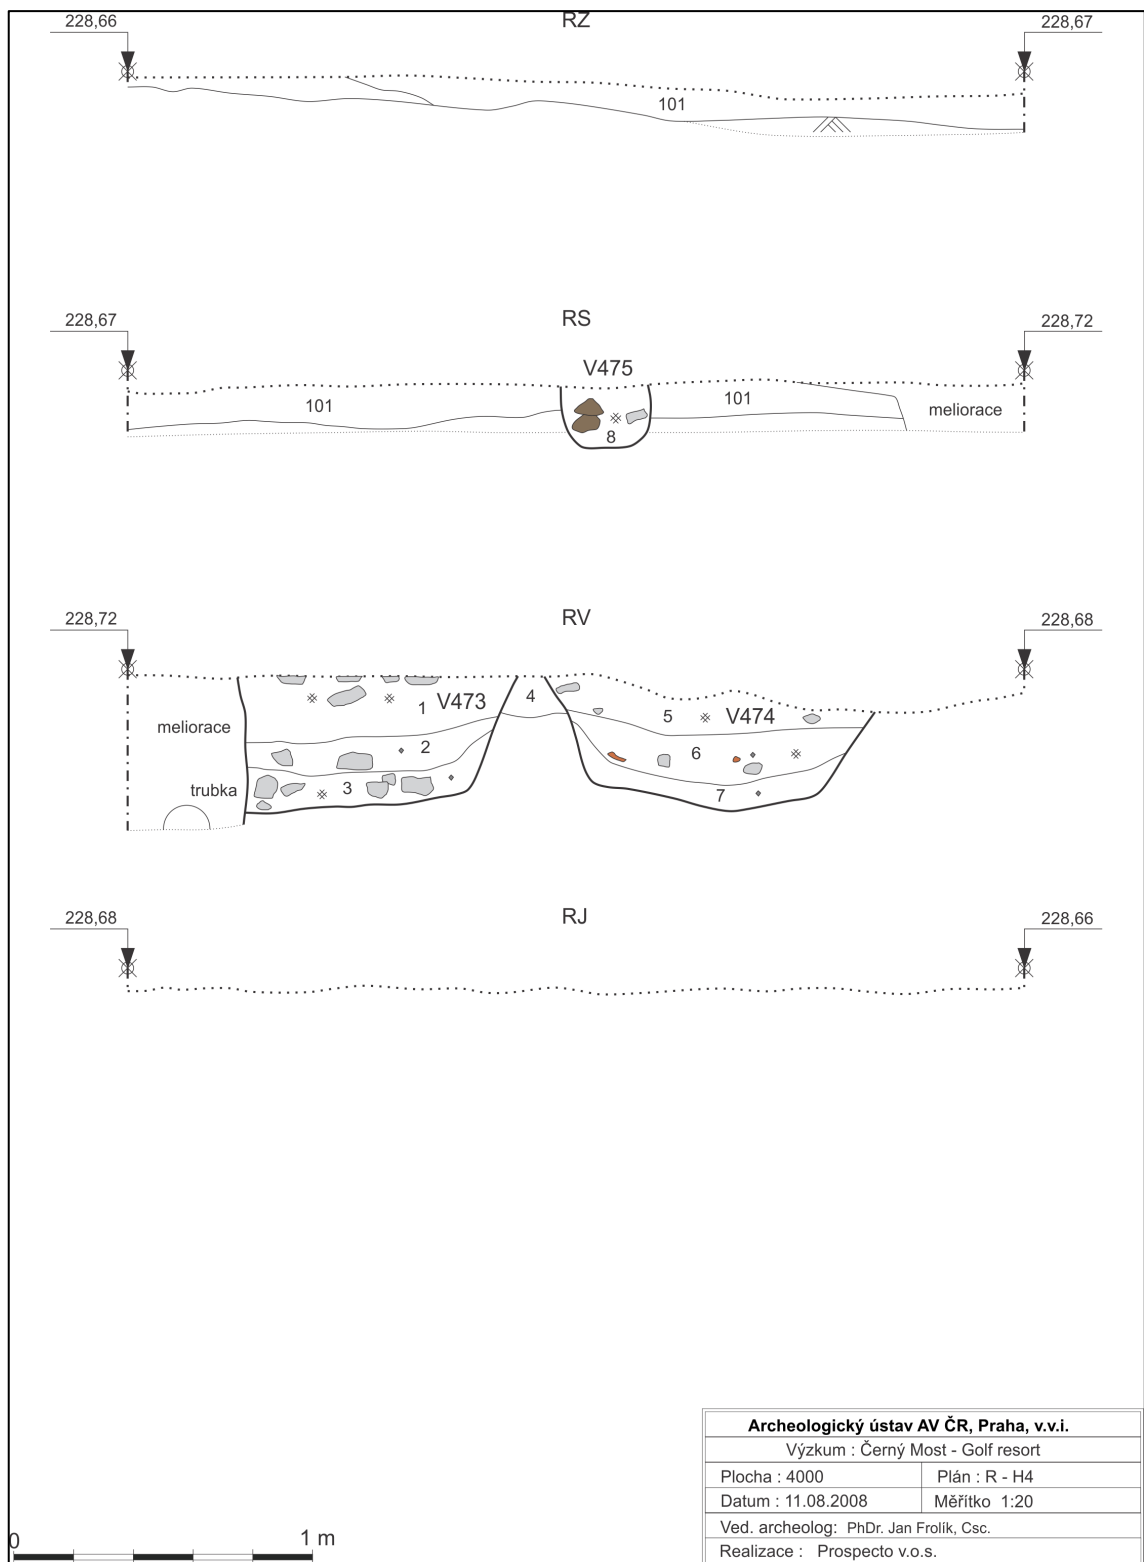 RZ
228,66
228,67
101
RS
228,67
228,72
V475
101
101
meliorace
8
RV
228,72
228,68
4
V473
1
5
V474
meliorace
2
6
trubka
3
7
RJ
228,68
228,66
Archeologický ústav AV ČR, Praha, v.v.i.
Výzkum : Černý Most - Golf resort
Plocha : 4000 Plán : R - H4
Datum : 11.08.2008 Měřítko 1:20
Ved. archeolog: PhDr. Jan Frolík, Csc.
Realizace : Prospecto v.o.s.
0 1 m